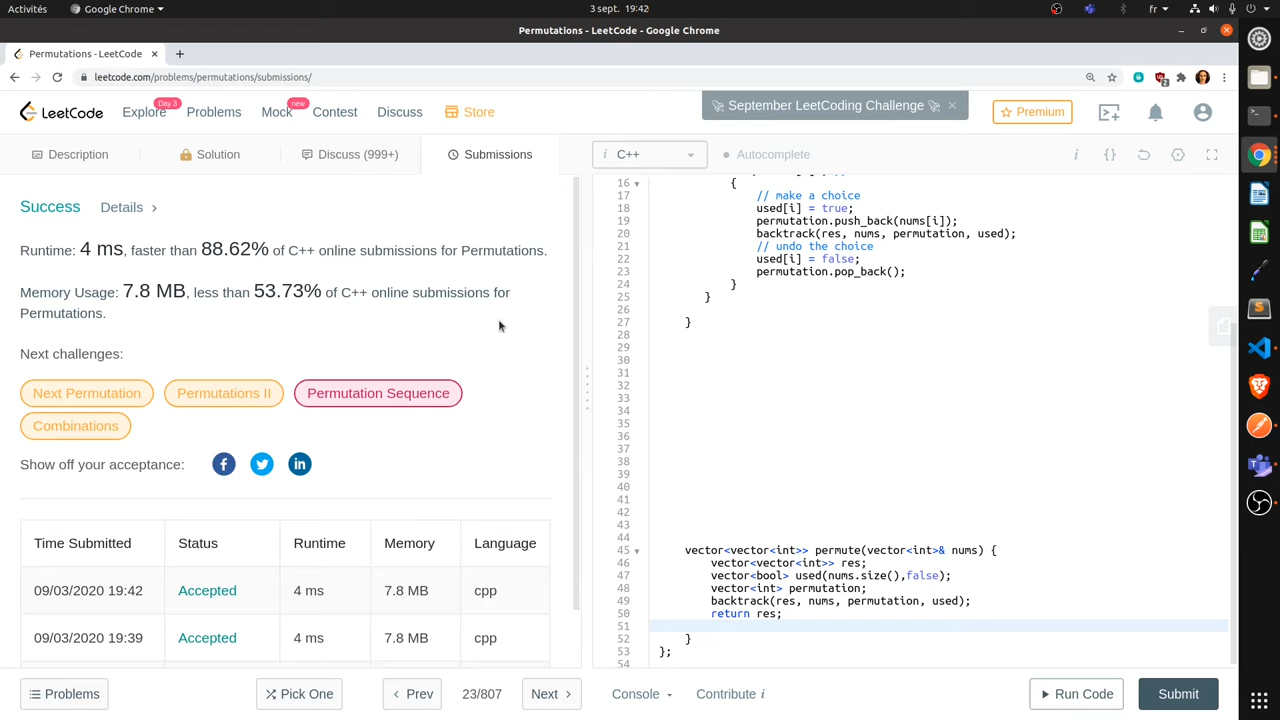 Activités
Google Chrome
3 sept. 19:42
fr
Permutations - LeetCode - Google Chrome
Permutations - LeetCode
leetcode.com/problems/permutations/submissions/
2
LeetCode
Explore
Day 3
Problems
Mock
new
Contest
Discuss
Store
September LeetCoding Challenge
Premium
Description
Solution
Discuss (999+)
Submissions
i C++
Autocomplete
i {}
Success
Details
Runtime: 4 ms, faster than 88.62% of C++ online submissions for Permutations.
Memory Usage: 7.8 MB, less than 53.73% of C++ online submissions for
Permutations.
Next challenges:
Next Permutation
Permutations II
Permutation Sequence
Combinations
Show off your acceptance:
Time Submitted Status Runtime Memory Language
09/03/2020 19:42 Accepted 4 ms 7.8 MB cpp
09/03/2020 19:39 Accepted 4 ms 7.8 MB cpp
16 {
17 // make a choice
18 used[i] = true;
19 permutation.push_back(nums[i]);
20 backtrack(res, nums, permutation, used);
21 // undo the choice
22 used[i] = false;
23 permutation.pop_back();
24 }
25 }
26
27 }
28
29
30
31
32
33
34
35
36
37
38
39
40
41
42
43
44
45 vector<vector<int>> permute(vector<int>& nums) {
46 vector<vector<int>> res;
47 vector<bool> used(nums.size(),false);
48 vector<int> permutation;
49 backtrack(res, nums, permutation, used);
50 return res;
51
52 }
53 };
54
Problems
Pick One
Prev
23/807
Next
Console
Contribute i
Run Code
Submit